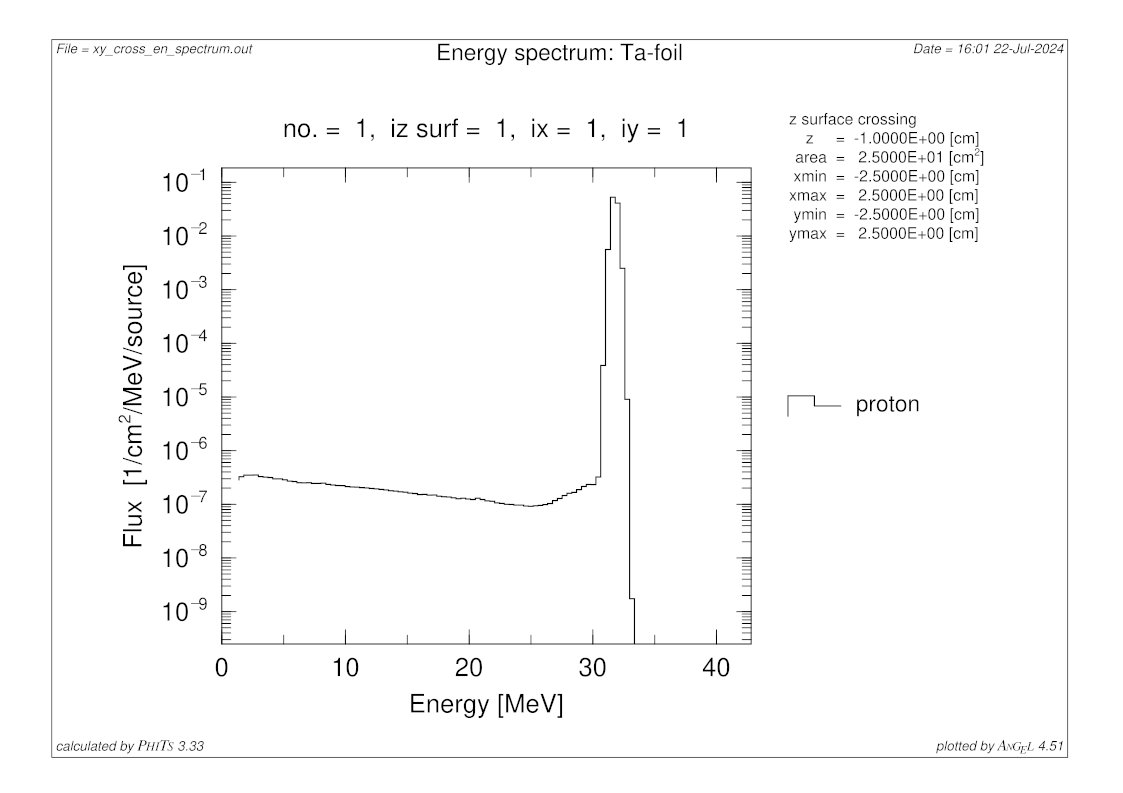 File = xy_cross_en_spectrum.out
Energy spectrum: Ta-foil
Date = 16:01 22-Jul-2024
no. = 1, iz surf = 1, ix = 1, iy = 1
z surface crossing
z = -1.0000E+00 [cm]
area = 2.5000E+01 [cm²]
xmin = -2.5000E+00 [cm]
xmax = 2.5000E+00 [cm]
ymin = -2.5000E+00 [cm]
ymax = 2.5000E+00 [cm]
10⁻¹
10⁻²
10⁻³
10⁻⁴
10⁻⁵
10⁻⁶
10⁻⁷
10⁻⁸
10⁻⁹
Flux [1/cm²/MeV/source]
proton
0 10 20 30 40
Energy [MeV]
calculated by PHITS 3.33
plotted by ANGEL 4.51